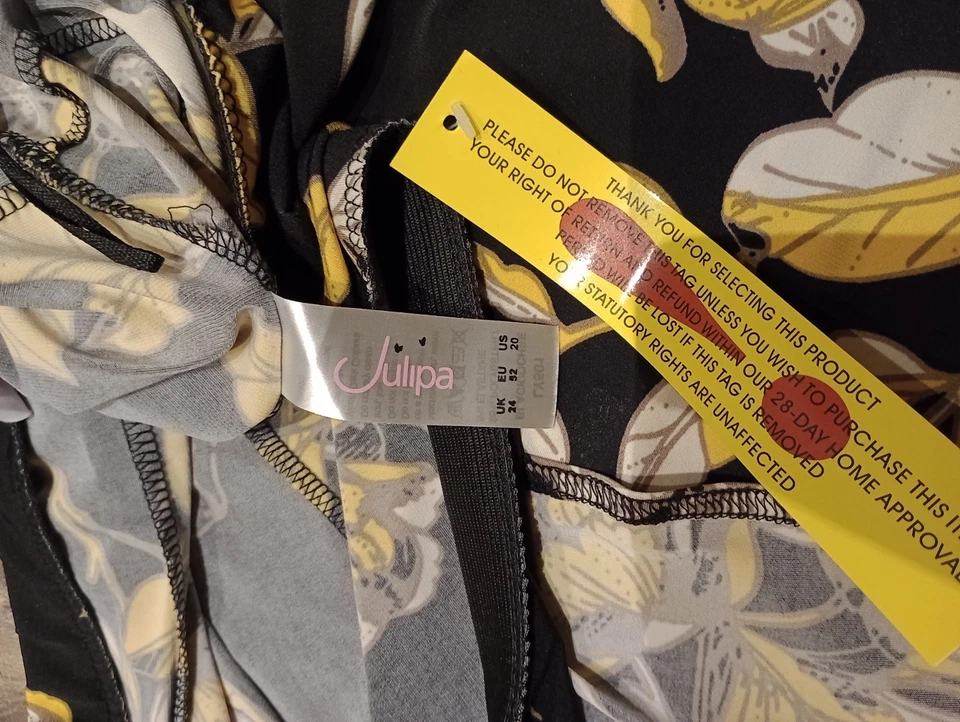 Julipa
UK EU US
24 52 20
THANK YOU FOR SELECTING THIS PRODUCT
PLEASE DO NOT REMOVE THIS TAG UNLESS YOU WISH TO PURCHASE THIS
YOUR RIGHT OF RETURN AND REFUND WITHIN OUR 28-DAY HOME APPROVAL
PERIOD WILL BE LOST IF THIS TAG IS REMOVED
YOUR STATUTORY RIGHTS ARE UNAFFECTED